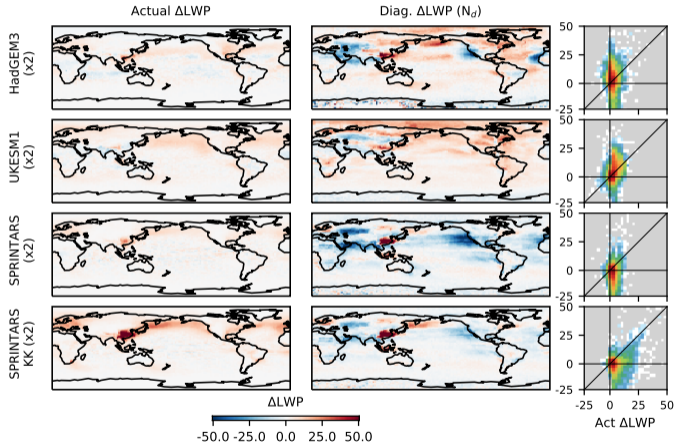 Actual ΔLWP
Diag. ΔLWP (N_d)
HadGEM3
(x2)
50
25
0
-25
UKESM1
(x2)
50
25
0
-25
SPRINTARS
(x2)
50
25
0
-25
SPRINTARS
KK (x2)
50
25
0
-25
-25 0 25 50
Act ΔLWP
ΔLWP
-50.0 -25.0 0.0 25.0 50.0